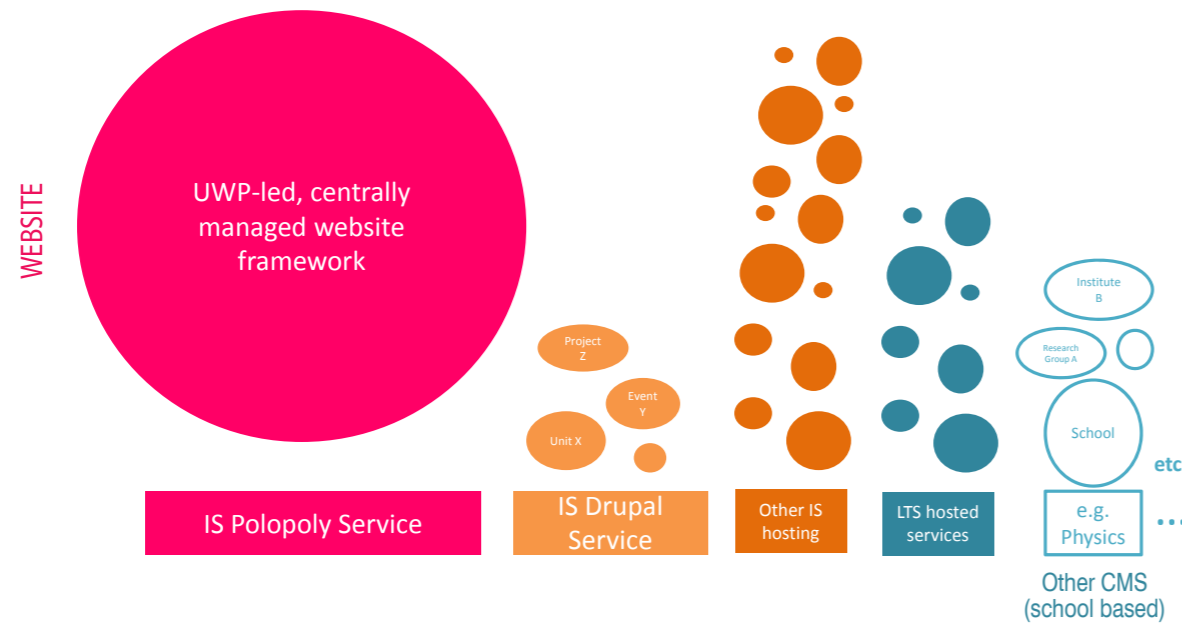 WEBSITE
UWP-led, centrally
managed website
framework
Project
Z
Event
Y
Unit X
Institute
B
Research
Group A
School
etc
IS Polopoly Service
IS Drupal
Service
Other IS
hosting
LTS hosted
services
e.g.
Physics
...
Other CMS
(school based)